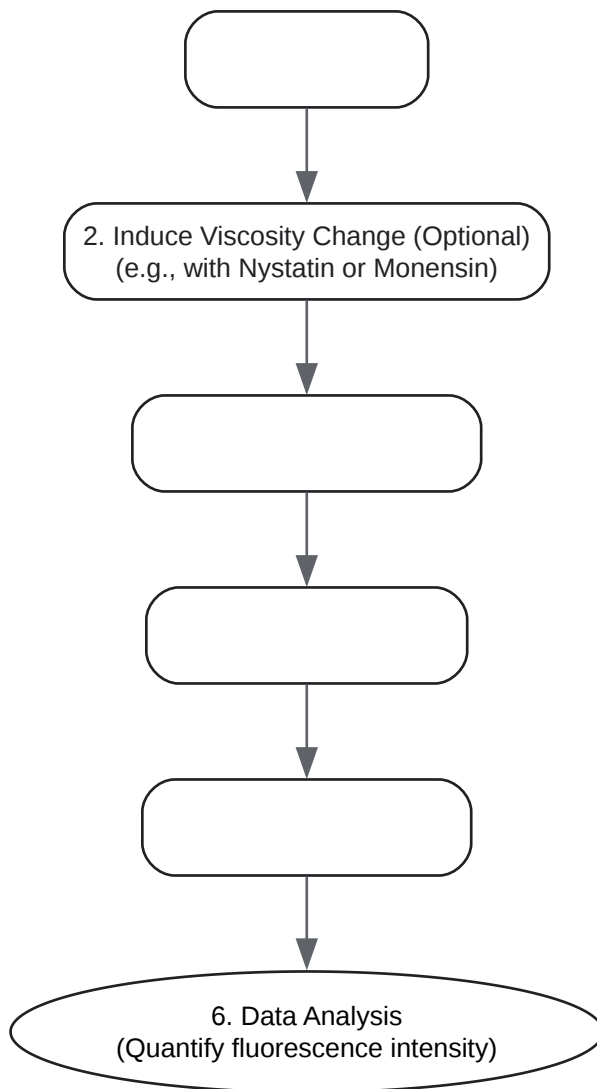 2. Induce Viscosity Change (Optional)
(e.g., with Nystatin or Monensin)
6. Data Analysis
(Quantify fluorescence intensity)